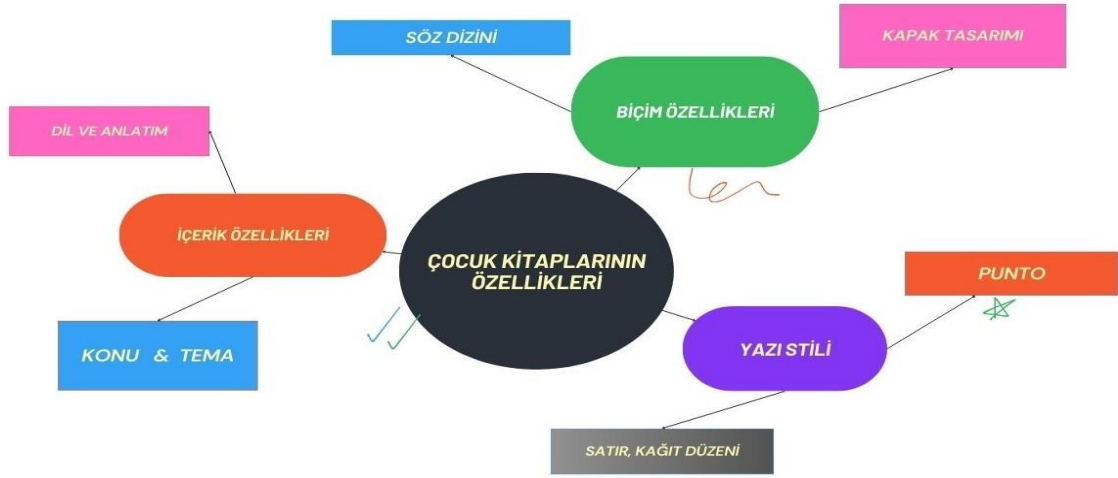 SÖZ DİZİNİ
KAPAK TASARIMI
BİÇİM ÖZELLİKLERİ
DİL VE ANLATIM
İÇERİK ÖZELLİKLERİ
ÇOCUK KİTAPLARININ
ÖZELLİKLERİ
PUNTO
KONU & TEMA
YAZI STİLİ
SATIR, KAĞIT DÜZENİ